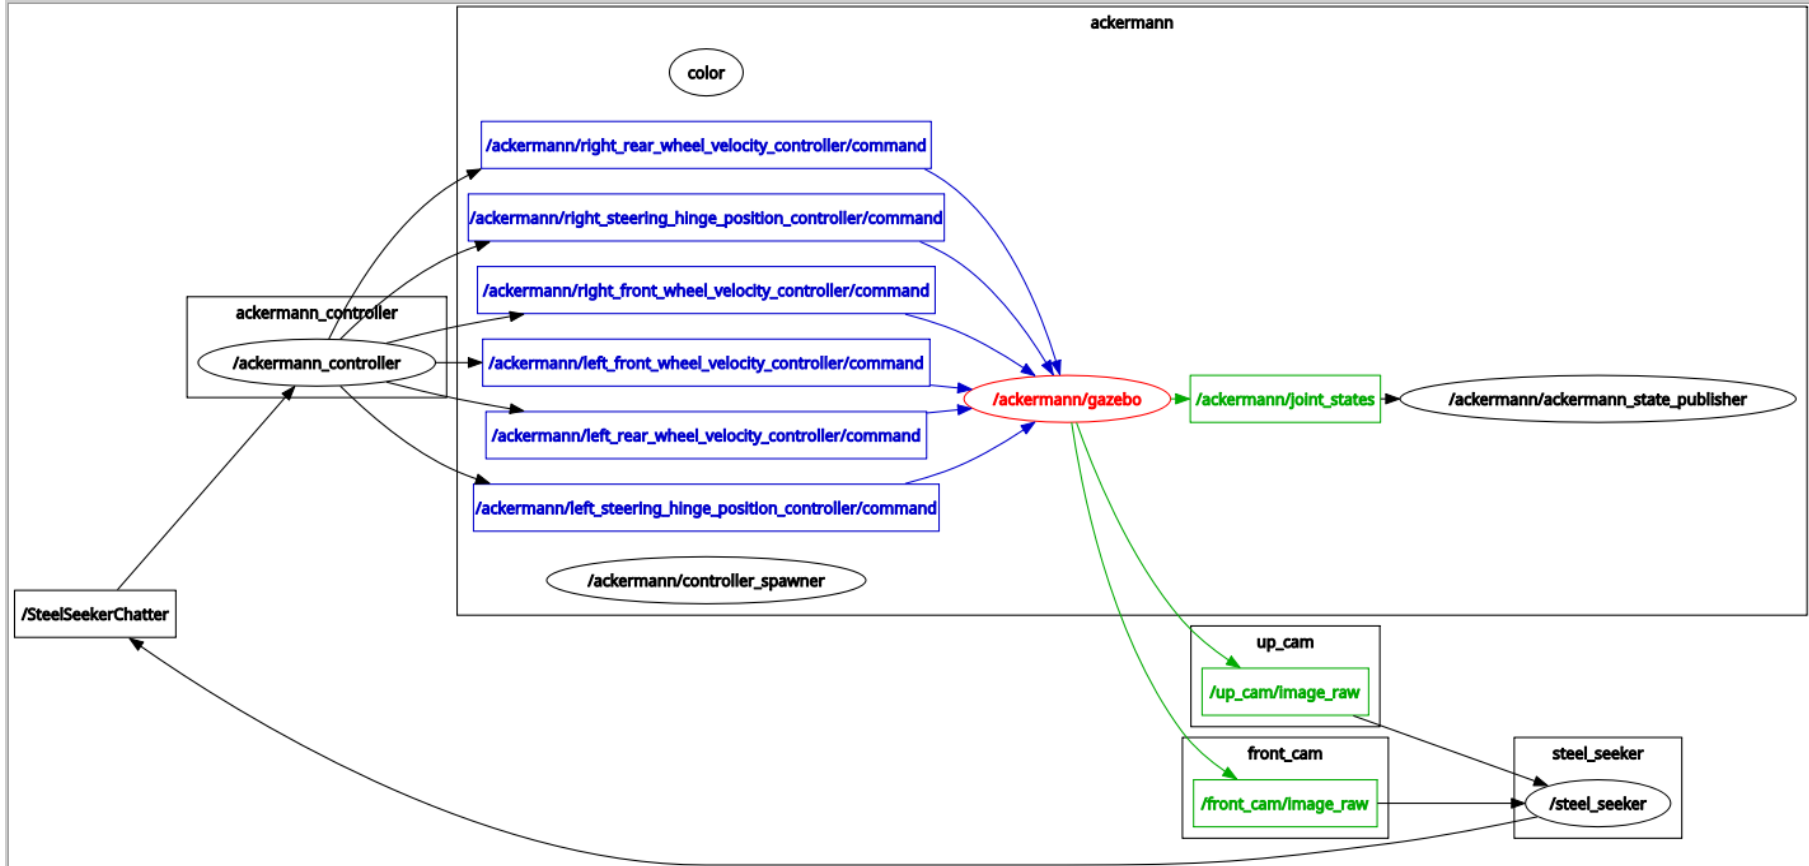 ackermann
color
/ackermann/right_rear_wheel_velocity_controller/command
/ackermann/right_steering_hinge_position_controller/command
/ackermann/right_front_wheel_velocity_controller/command
ackermann_controller
/ackermann_controller
/ackermann/left_front_wheel_velocity_controller/command
/ackermann/gazebo
/ackermann/joint_states
/ackermann/ackermann_state_publisher
/ackermann/left_rear_wheel_velocity_controller/command
/ackermann/left_steering_hinge_position_controller/command
/ackermann/controller_spawner
/SteelSeekerChatter
up_cam
/up_cam/image_raw
front_cam
/front_cam/image_raw
steel_seeker
/steel_seeker